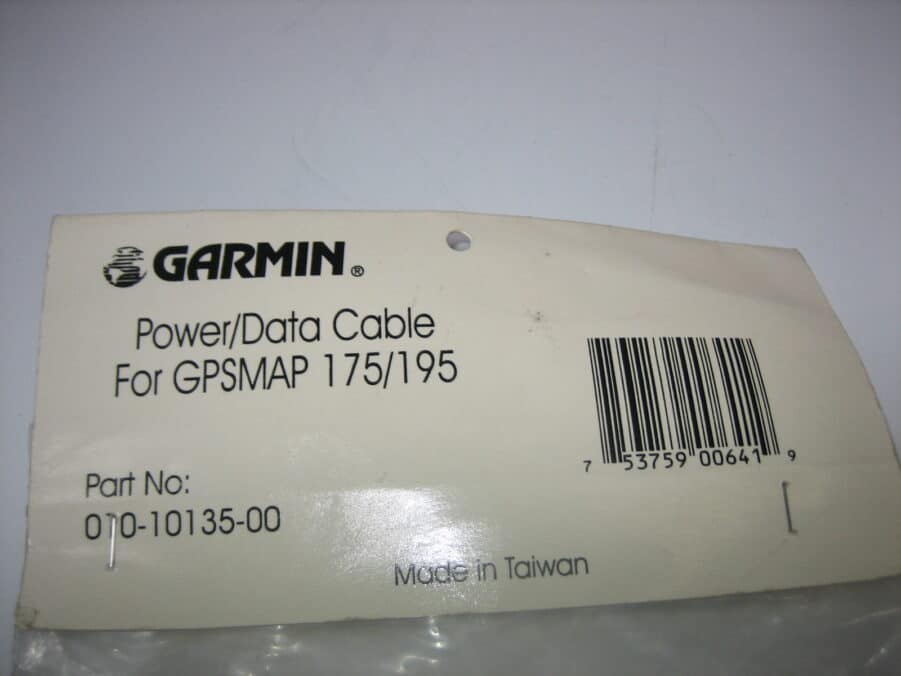 GARMIN®
Power/Data Cable
For GPSMAP 175/195
Part No:
010-10135-00
7 53759 00641 9
Made in Taiwan